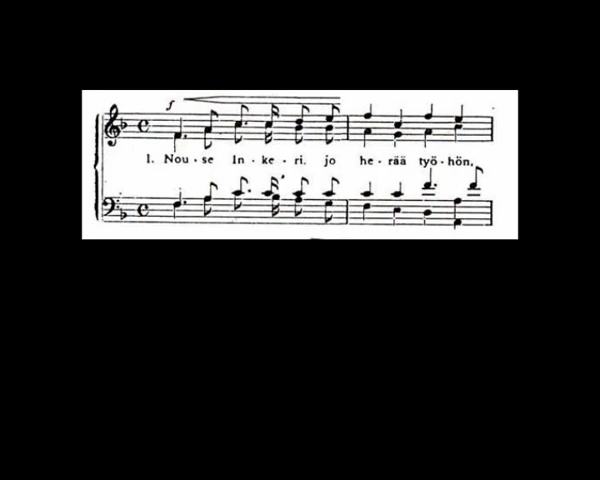 f
1. Nou-se In-ke-ri. jo he-rää työ-hön,